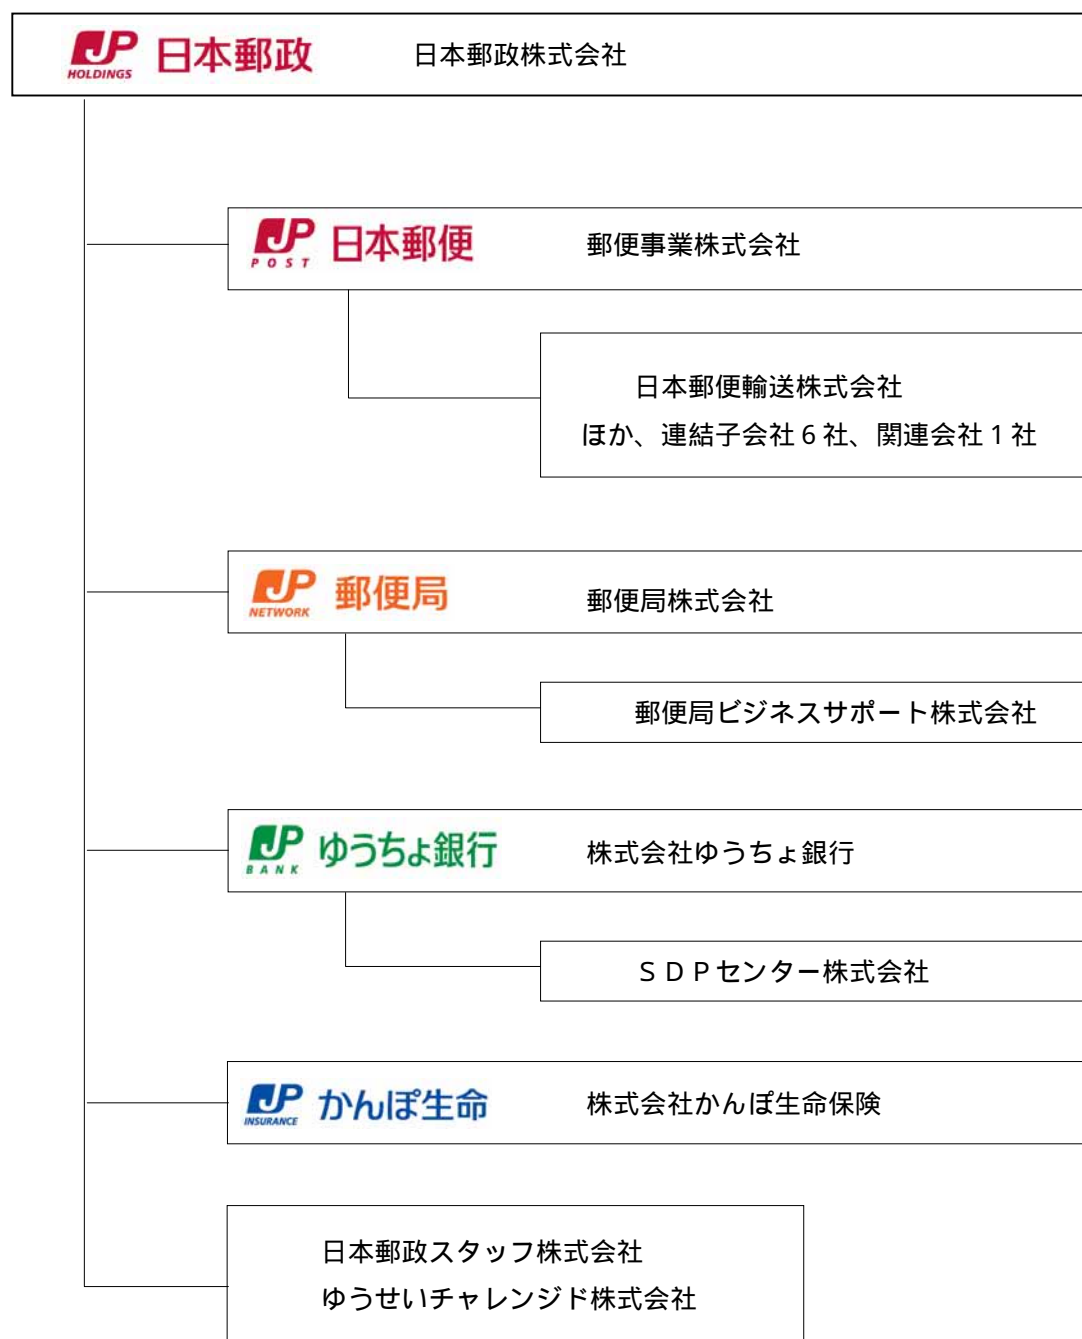 JP 日本郵政 日本郵政株式会社
HOLDINGS
JP 日本郵便 郵便事業株式会社
POST
日本郵便輸送株式会社
ほか、連結子会社6社、関連会社1社
JP 郵便局 郵便局株式会社
NETWORK
郵便局ビジネスサポート株式会社
JP ゆうちょ銀行 株式会社ゆうちょ銀行
BANK
SDPセンター株式会社
JP かんぽ生命 株式会社かんぽ生命保険
INSURANCE
日本郵政スタッフ株式会社
ゆうせいチャレンジド株式会社